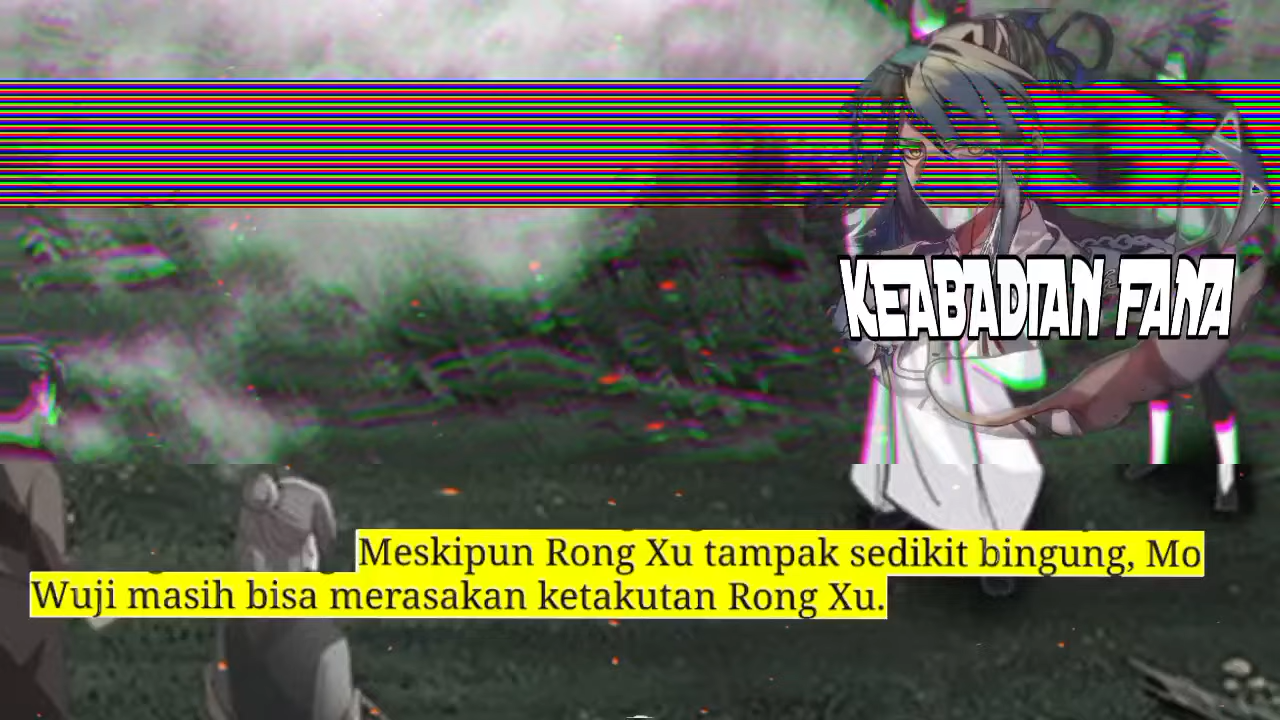 KEABADIAN FANA
Meskipun Rong Xu tampak sedikit bingung, Mo
Wuji masih bisa merasakan ketakutan Rong Xu.